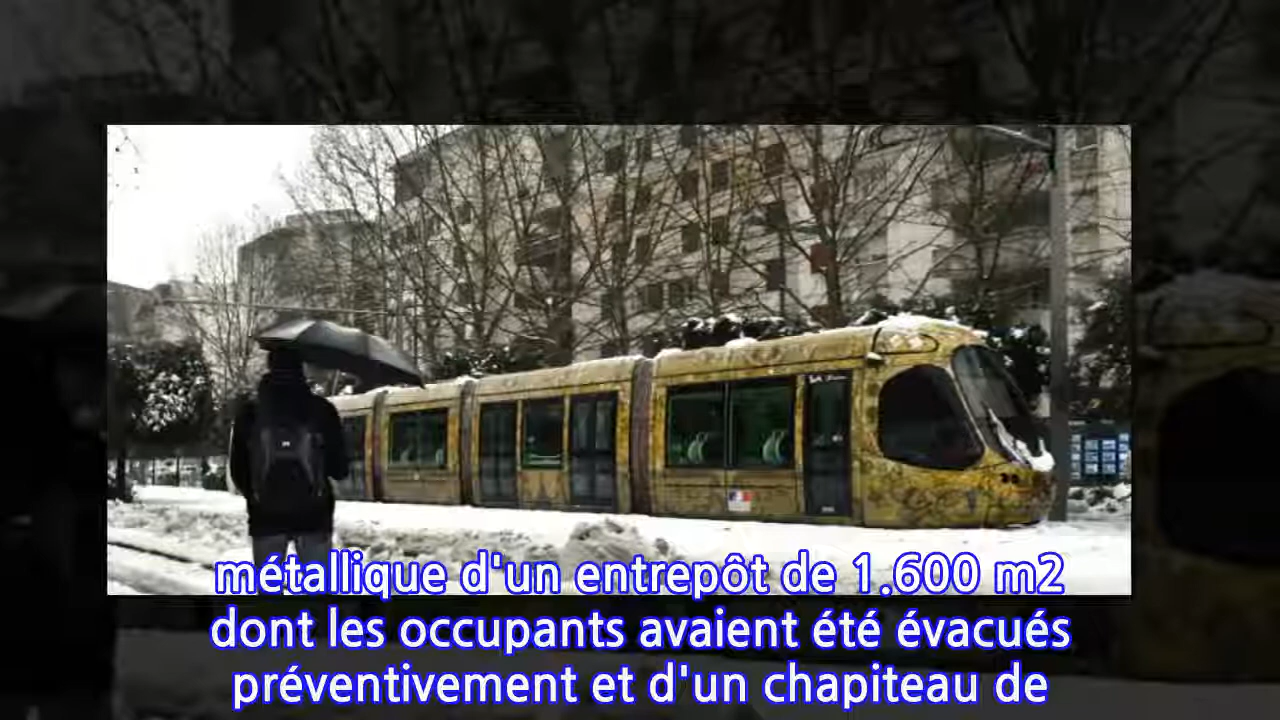 métallique d'un entrepôt de 1.600 m2
dont les occupants avaient été évacués
préventivement et d'un chapiteau de